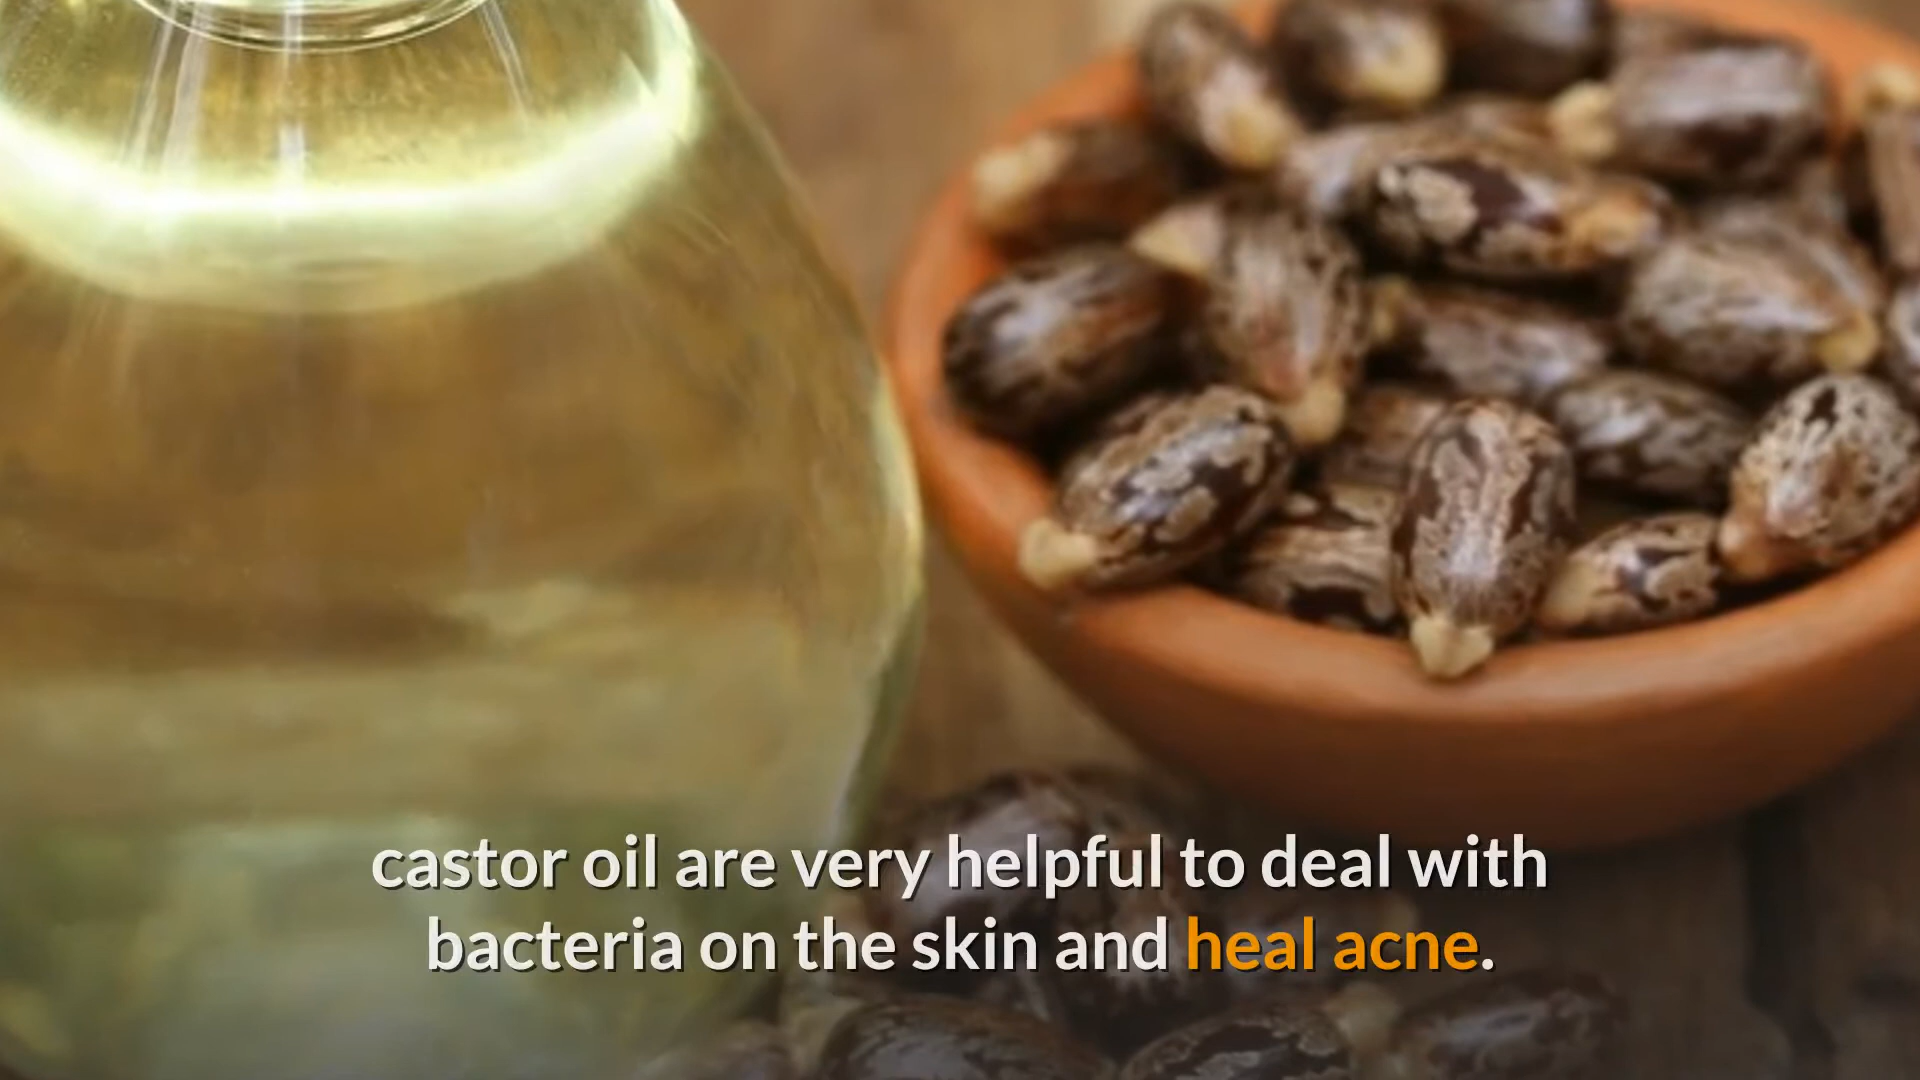 castor oil are very helpful to deal with
bacteria on the skin and heal acne.